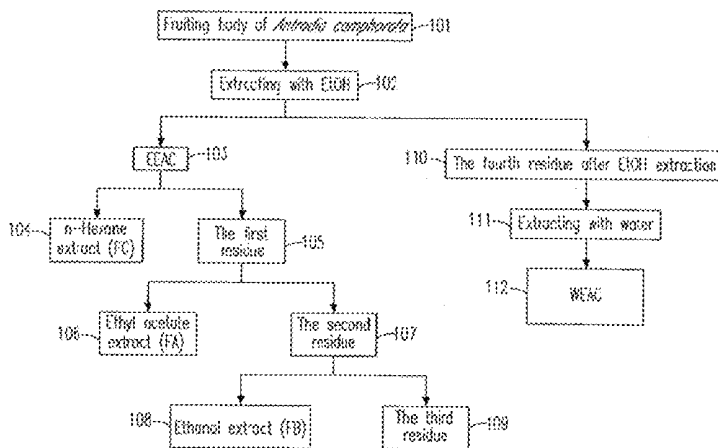 Fruiting body of Antrodia camphorata 101
Extracting with EtOH 102
EEAC 103
110 The fourth residue after EtOH extraction
104 n-Hexane extract (FC)
The first residue 105
111 Extracting with water
112 WEAC
106 Ethyl acetate extract (FA)
The second residue 107
108 Ethanol extract (FB)
The third residue 109